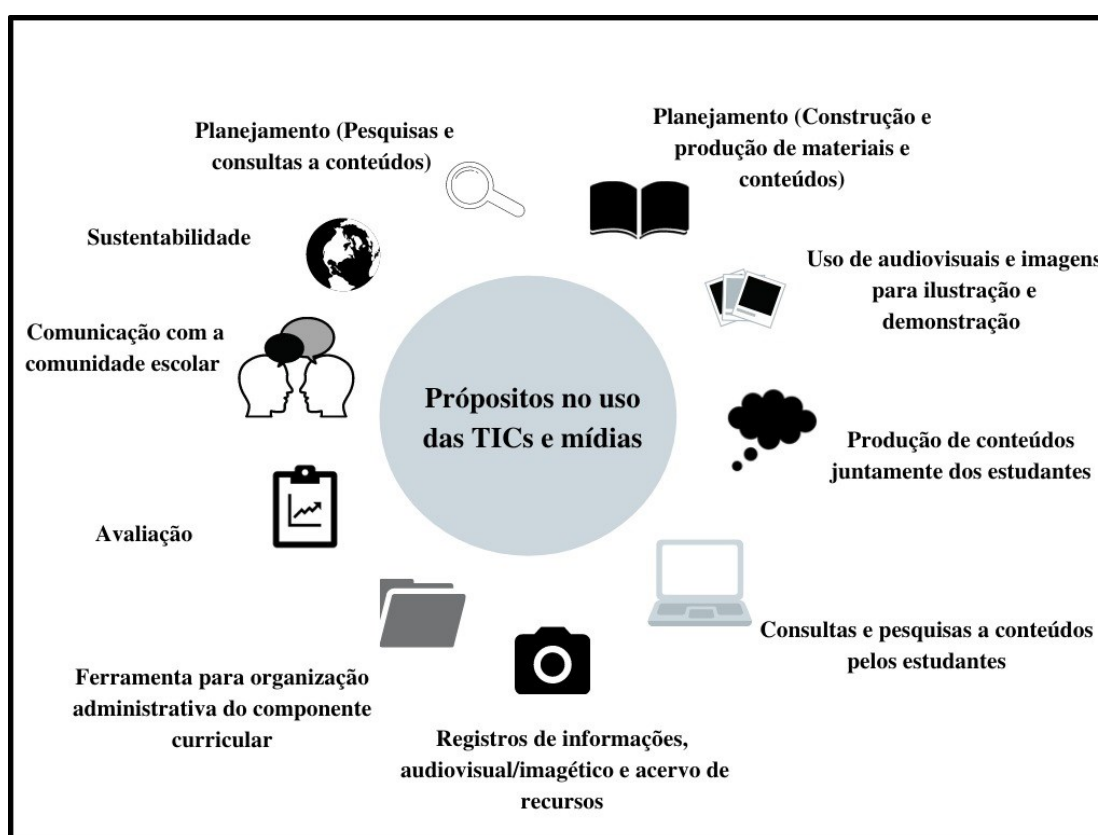 Planejamento (Pesquisas e
consultas a conteúdos)
Planejamento (Construção e
produção de materiais e
conteúdos)
Sustentabilidade
Uso de audiovisuais e imagens
para ilustração e
demonstração
Comunicação com a
comunidade escolar
Própositos no uso
das TICs e mídias
Produção de conteúdos
juntamente dos estudantes
Avaliação
Consultas e pesquisas a conteúdos
pelos estudantes
Ferramenta para organização
administrativa do componente
curricular
Registros de informações,
audiovisual/imagético e acervo de
recursos